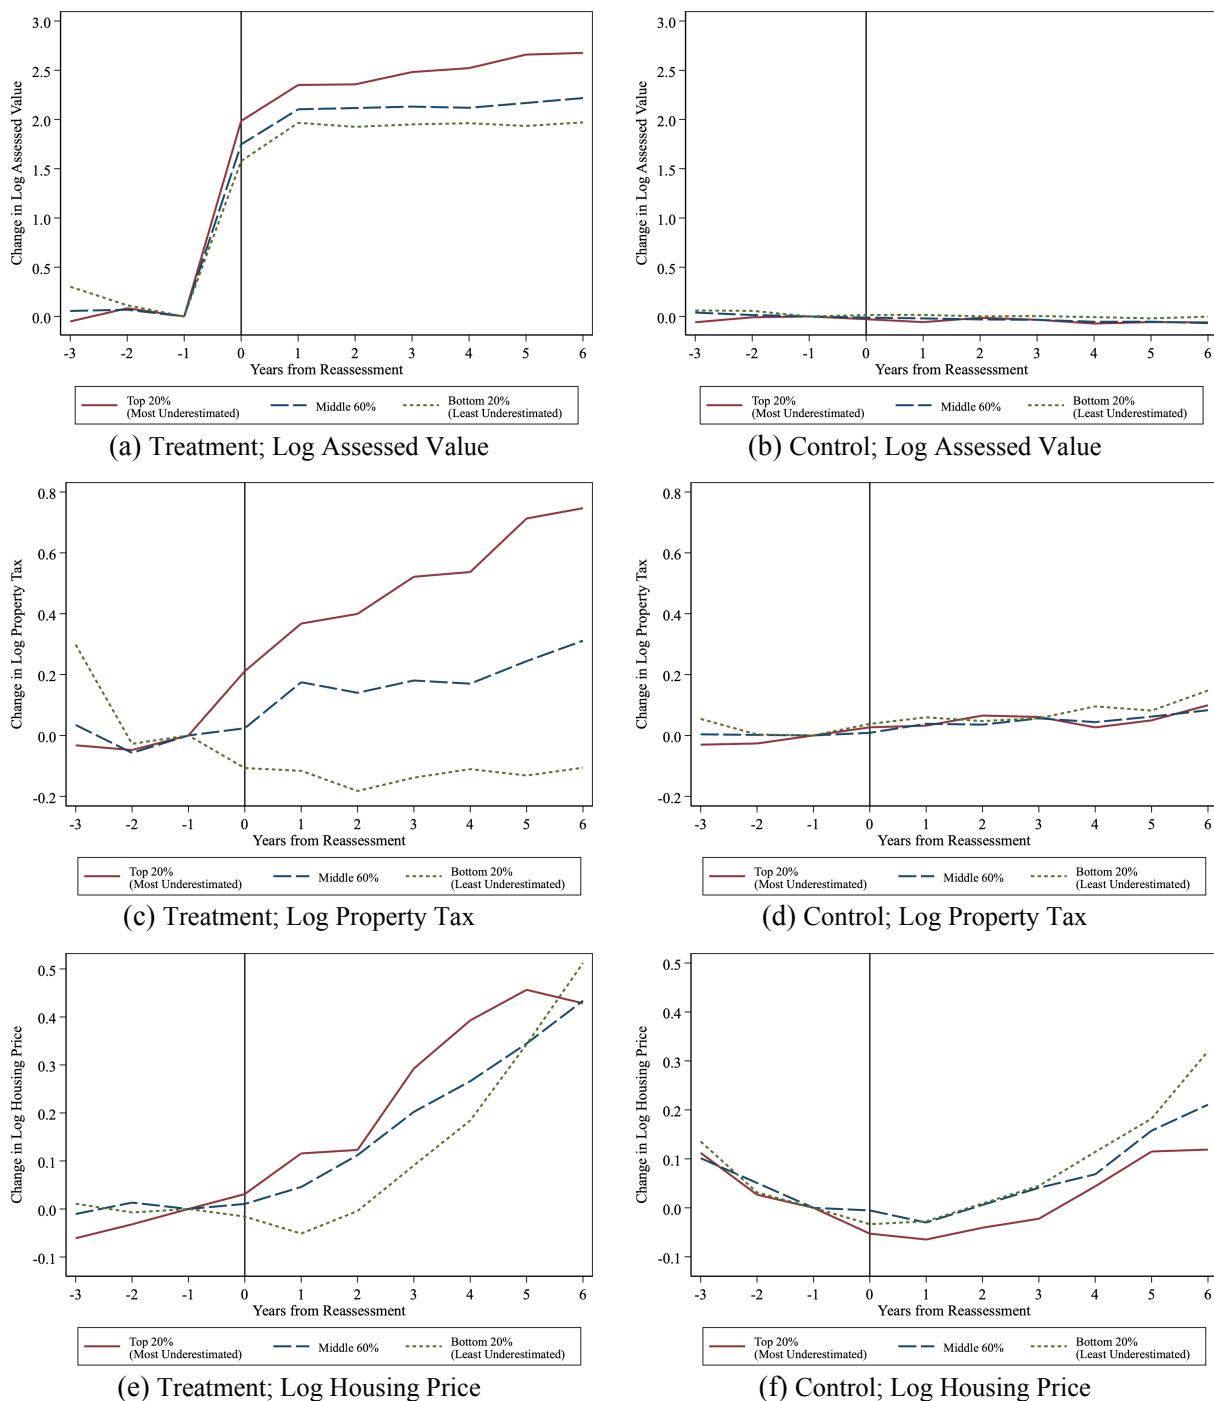 3.0
2.5
2.0
1.5
1.0
0.5
0.0
Change in Log Assessed Value
-3 -2 -1 0 1 2 3 4 5 6
Years from Reassessment
Top 20%
(Most Underestimated)
Middle 60%
Bottom 20%
(Least Underestimated)
(a) Treatment; Log Assessed Value
3.0
2.5
2.0
1.5
1.0
0.5
0.0
Change in Log Assessed Value
-3 -2 -1 0 1 2 3 4 5 6
Years from Reassessment
Top 20%
(Most Underestimated)
Middle 60%
Bottom 20%
(Least Underestimated)
(b) Control; Log Assessed Value
0.8
0.6
0.4
0.2
0.0
-0.2
Change in Log Property Tax
-3 -2 -1 0 1 2 3 4 5 6
Years from Reassessment
Top 20%
(Most Underestimated)
Middle 60%
Bottom 20%
(Least Underestimated)
(c) Treatment; Log Property Tax
0.8
0.6
0.4
0.2
0.0
-0.2
Change in Log Property Tax
-3 -2 -1 0 1 2 3 4 5 6
Years from Reassessment
Top 20%
(Most Underestimated)
Middle 60%
Bottom 20%
(Least Underestimated)
(d) Control; Log Property Tax
0.5
0.4
0.3
0.2
0.1
0.0
-0.1
Change in Log Housing Price
-3 -2 -1 0 1 2 3 4 5 6
Years from Reassessment
Top 20%
(Most Underestimated)
Middle 60%
Bottom 20%
(Least Underestimated)
(e) Treatment; Log Housing Price
0.5
0.4
0.3
0.2
0.1
0.0
-0.1
Change in Log Housing Price
-3 -2 -1 0 1 2 3 4 5 6
Years from Reassessment
Top 20%
(Most Underestimated)
Middle 60%
Bottom 20%
(Least Underestimated)
(f) Control; Log Housing Price